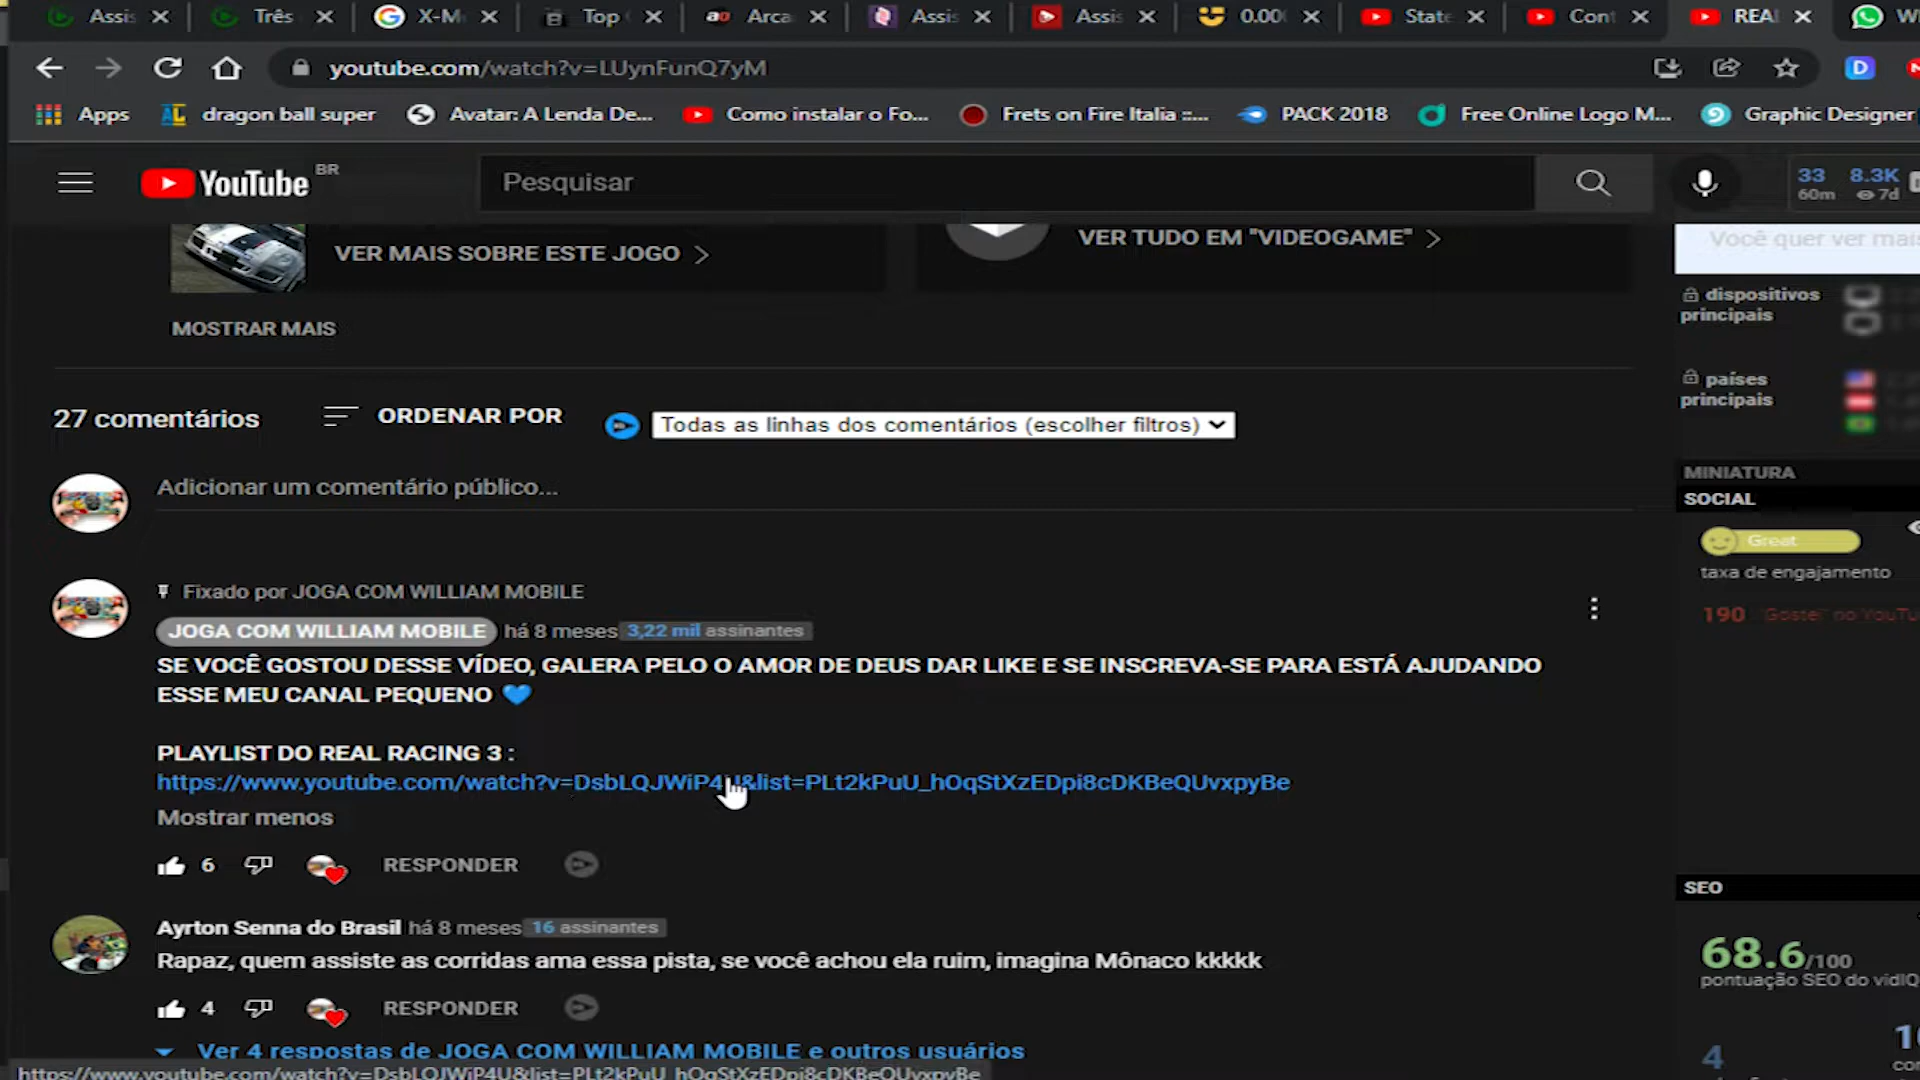 Assis
Três
X-M
Top
Arca
Assis
Assis
0.00
State
Cont
REA
W
youtube.com/watch?v=LUynFunQ7yM
Apps
dragon ball super
Avatar: A Lenda De...
Como instalar o Fo...
Frets on Fire Italia ::...
PACK 2018
Free Online Logo M...
Graphic Designer
YouTube BR
Pesquisar
33 8.3K
60m 7d
VER MAIS SOBRE ESTE JOGO
VER TUDO EM "VIDEOGAME"
Você quer ver mais
MOSTRAR MAIS
dispositivos
principais
países
principais
27 comentários
ORDENAR POR
Todas as linhas dos comentários (escolher filtros)
MINIATURA
SOCIAL
Adicionar um comentário público...
Great
taxa de engajamento
190 "Gostei" no YouTu
Fixado por JOGA COM WILLIAM MOBILE
JOGA COM WILLIAM MOBILE há 8 meses 3,22 mil assinantes
SE VOCÊ GOSTOU DESSE VÍDEO, GALERA PELO O AMOR DE DEUS DAR LIKE E SE INSCREVA-SE PARA ESTÁ AJUDANDO
ESSE MEU CANAL PEQUENO 💙
PLAYLIST DO REAL RACING 3 :
https://www.youtube.com/watch?v=DsbLQJWiP4U&list=PLt2kPuU_hOqStXzEDpi8cDKBeQUvxpyBe
Mostrar menos
6
RESPONDER
SEO
68.6/100
pontuação SEO do vidIQ
Ayrton Senna do Brasil há 8 meses 16 assinantes
Rapaz, quem assiste as corridas ama essa pista, se você achou ela ruim, imagina Mônaco kkkkk
4
RESPONDER
Ver 4 respostas de JOGA COM WILLIAM MOBILE e outros usuários
4
https://www.youtube.com/watch?v=DsbLQJWiP4U&list=PLt2kPuU_hOqStXzEDpi8cDKBeQUvxpyBe